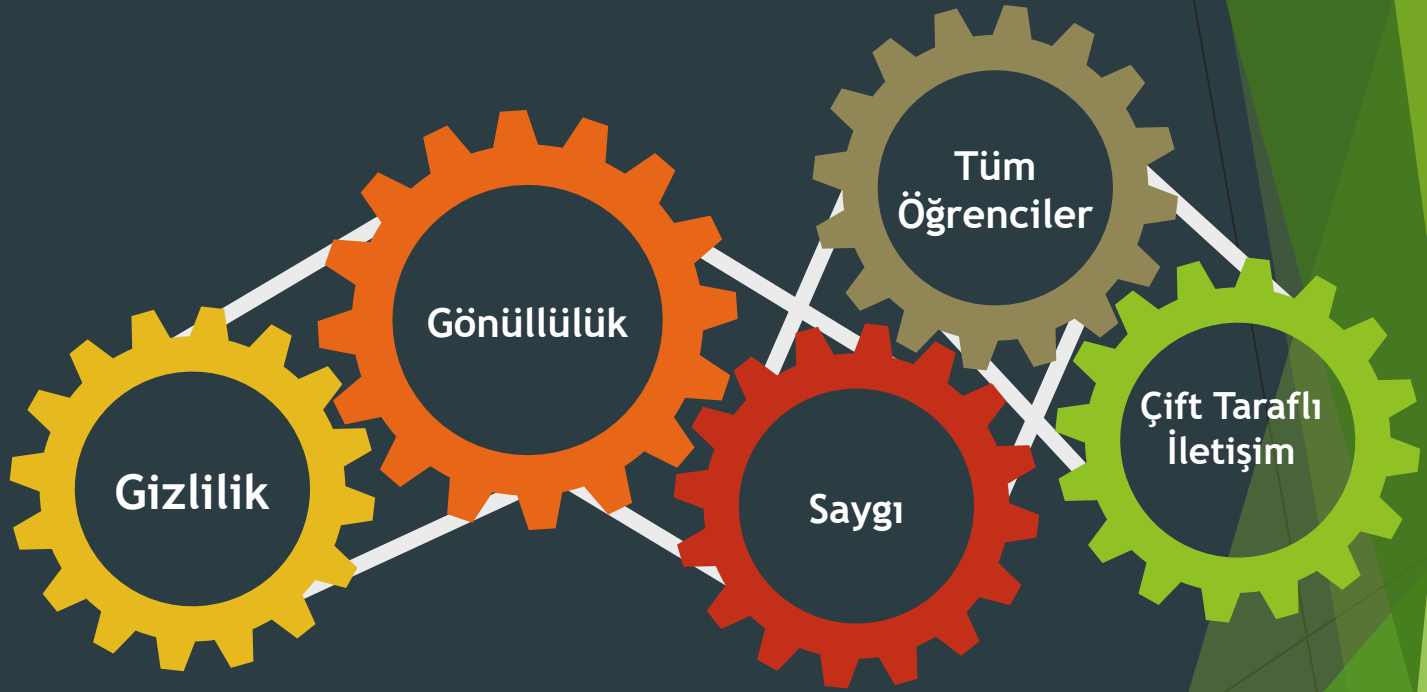 Gizlilik
Gönüllülük
Saygı
Tüm
Öğrenciler
Çift Taraflı
İletişim